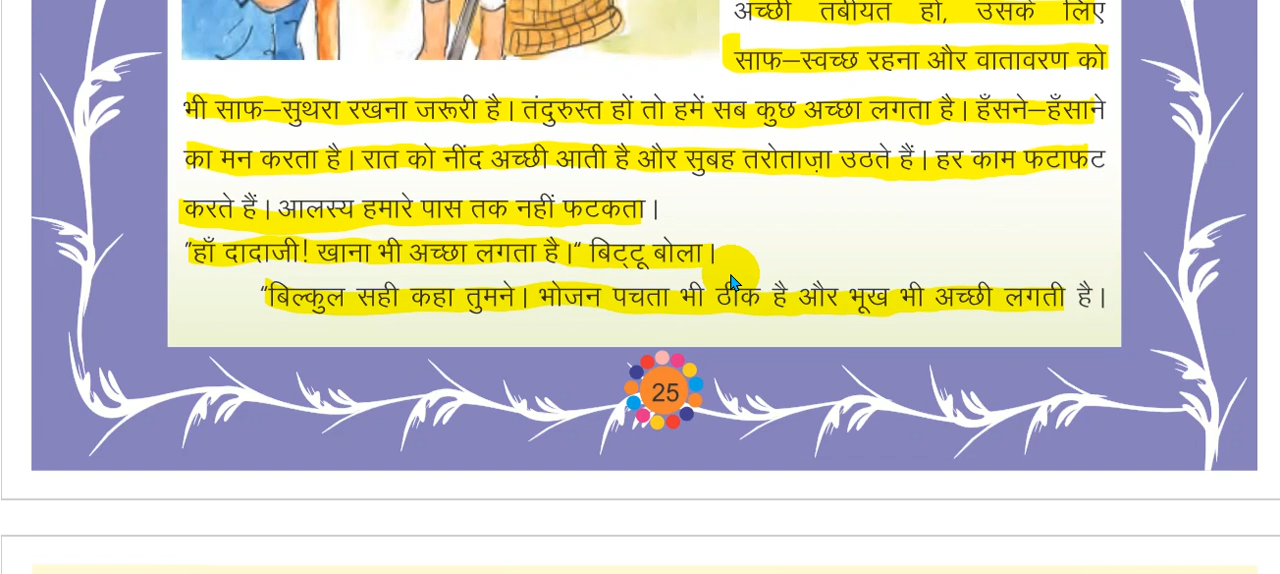 अच्छी तबीयत हो, उसके लिए
साफ–स्वच्छ रहना और वातावरण को
भी साफ–सुथरा रखना जरूरी है। तंदुरुस्त हों तो हमें सब कुछ अच्छा लगता है। हँसने–हँसाने
का मन करता है। रात को नींद अच्छी आती है और सुबह तरोताज़ा उठते हैं। हर काम फटाफट
करते हैं। आलस्य हमारे पास तक नहीं फटकता।
"हाँ दादाजी! खाना भी अच्छा लगता है।" बिट्टू बोला।
"बिल्कुल सही कहा तुमने। भोजन पचता भी ठीक है और भूख भी अच्छी लगती है।
25